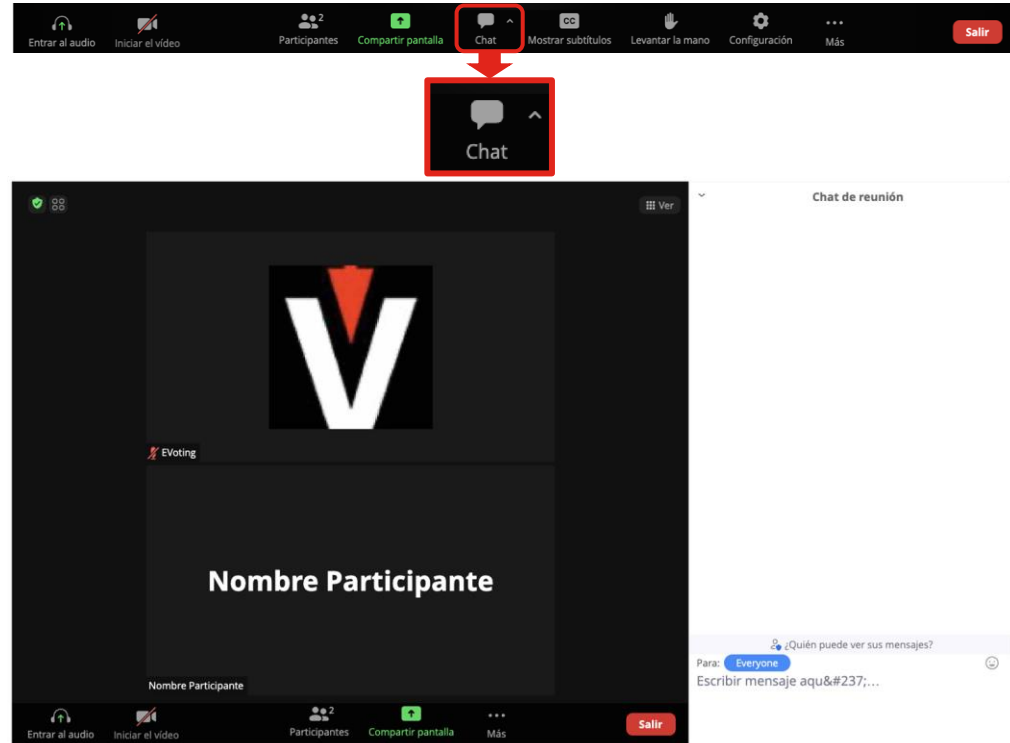 2
Entrar al audio Iniciar el vídeo Participantes Compartir pantalla Chat CC Mostrar subtítulos Levantar la mano Configuración Más Salir
Chat
Ver
Chat de reunión
EVoting
Nombre Participante
Nombre Participante
¿Quién puede ver sus mensajes?
Para: Everyone
Escribir mensaje aqu&#237;...
2
Entrar al audio Iniciar el vídeo Participantes Compartir pantalla Más Salir